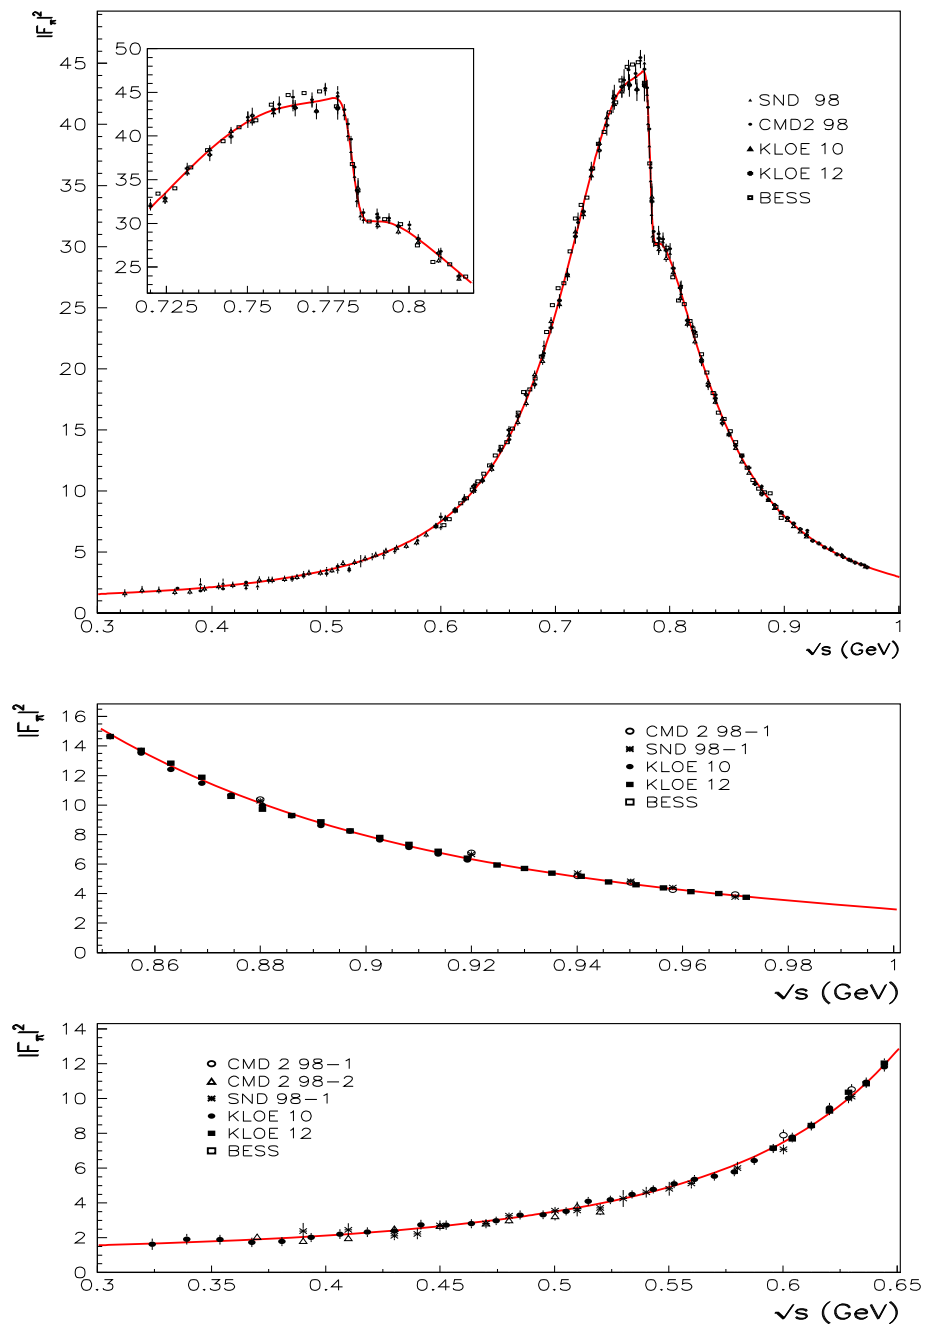 |Fπ|²
50
45
40
35
30
25
0.725 0.75 0.775 0.8
45
40
35
30
25
20
15
10
5
0
SND 98
CMD2 98
KLOE 10
KLOE 12
BESS
0.3 0.4 0.5 0.6 0.7 0.8 0.9 1
√s (GeV)
|Fπ|²
16
14
12
10
8
6
4
2
0
CMD 2 98−1
SND 98−1
KLOE 10
KLOE 12
BESS
0.86 0.88 0.9 0.92 0.94 0.96 0.98 1
√s (GeV)
|Fπ|²
14
12
10
8
6
4
2
0
CMD 2 98−1
CMD 2 98−2
SND 98−1
KLOE 10
KLOE 12
BESS
0.3 0.35 0.4 0.45 0.5 0.55 0.6 0.65
√s (GeV)